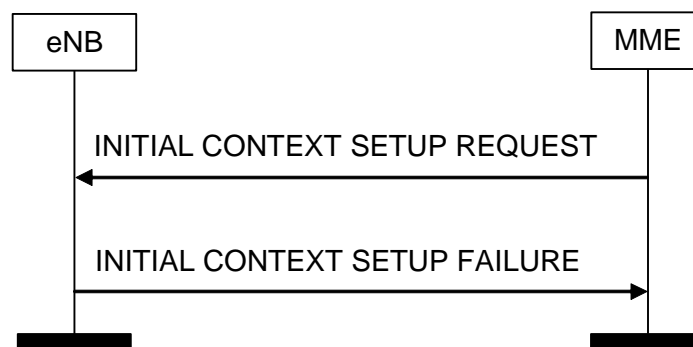 eNB
MME
INITIAL CONTEXT SETUP REQUEST
INITIAL CONTEXT SETUP FAILURE